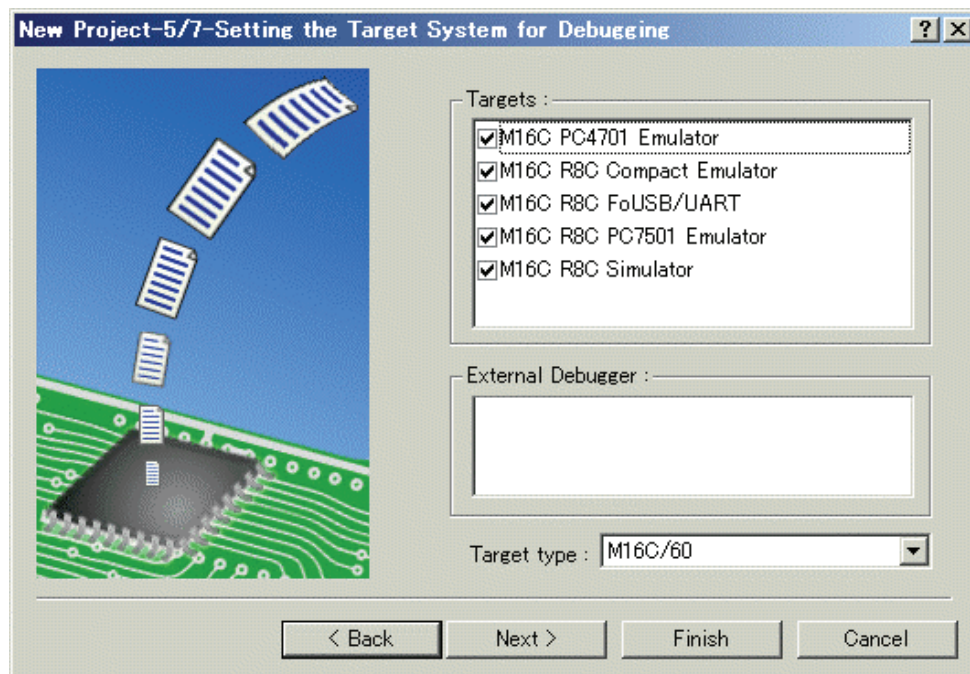 New Project-5/7-Setting the Target System for Debugging
Targets :
M16C PC4701 Emulator
M16C R8C Compact Emulator
M16C R8C FoUSB/UART
M16C R8C PC7501 Emulator
M16C R8C Simulator
External Debugger :
Target type : M16C/60
< Back Next > Finish Cancel